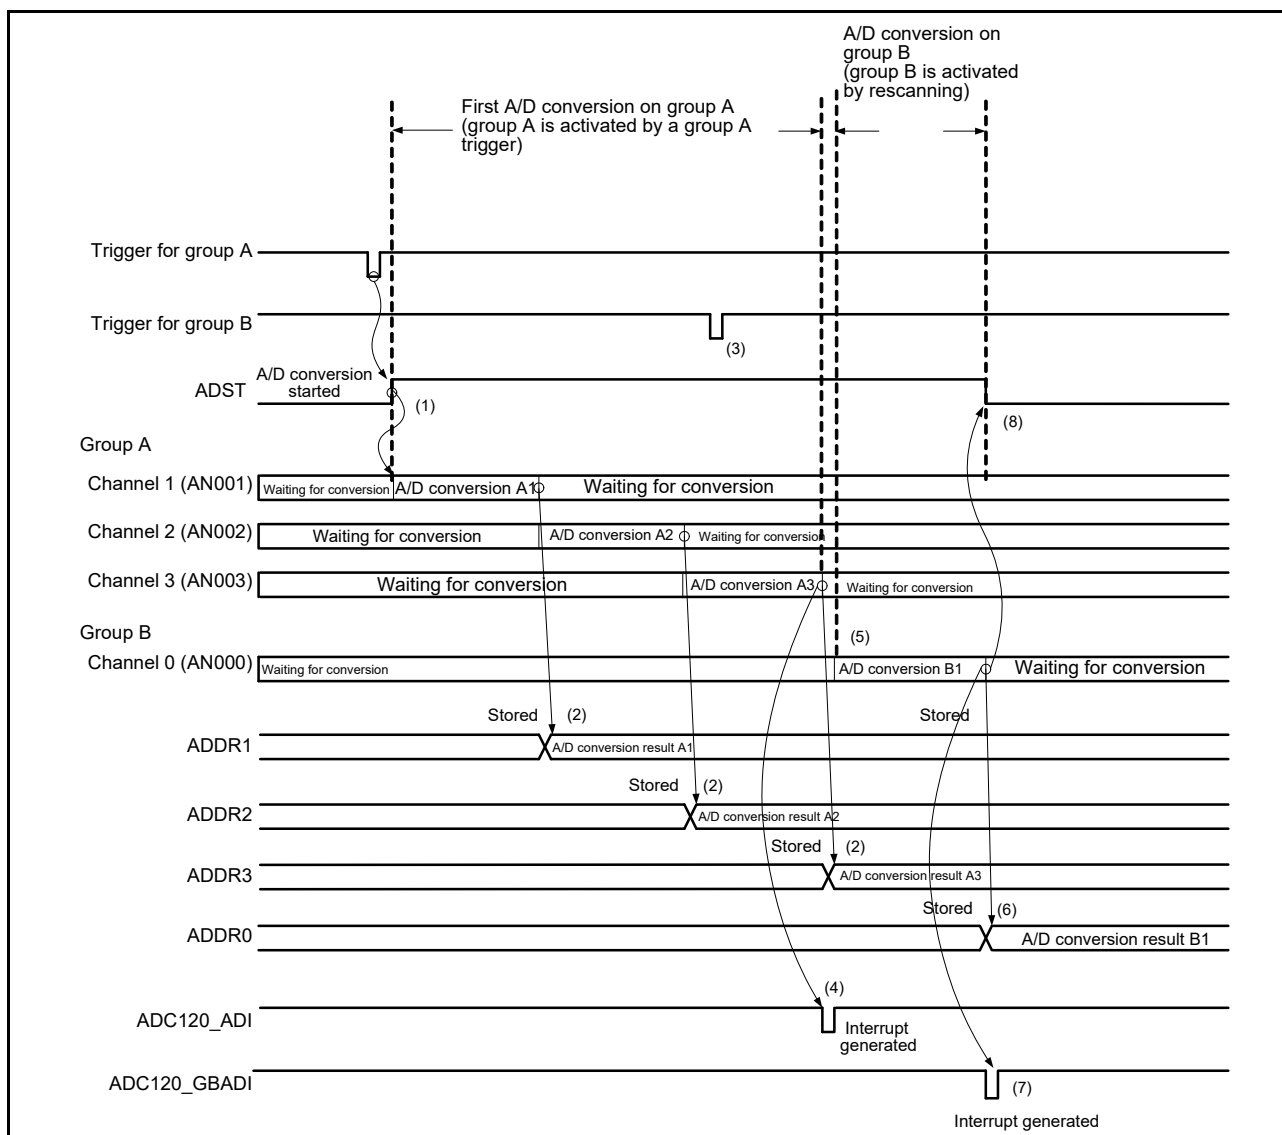 A/D conversion on
group B
(group B is activated
by rescanning)
First A/D conversion on group A
(group A is activated by a group A
trigger)
Trigger for group A
Trigger for group B
(3)
A/D conversion
started
ADST
(1)
(8)
Group A
Channel 1 (AN001)
Waiting for conversion
A/D conversion A1
Waiting for conversion
Channel 2 (AN002)
Waiting for conversion
A/D conversion A2
Waiting for conversion
Channel 3 (AN003)
Waiting for conversion
A/D conversion A3
Waiting for conversion
Group B
(5)
Channel 0 (AN000)
Waiting for conversion
A/D conversion B1
Waiting for conversion
Stored
(2)
Stored
ADDR1
A/D conversion result A1
Stored
(2)
ADDR2
A/D conversion result A2
Stored
(2)
ADDR3
A/D conversion result A3
Stored
(6)
ADDR0
A/D conversion result B1
(4)
ADC120_ADI
Interrupt
generated
ADC120_GBADI
(7)
Interrupt generated